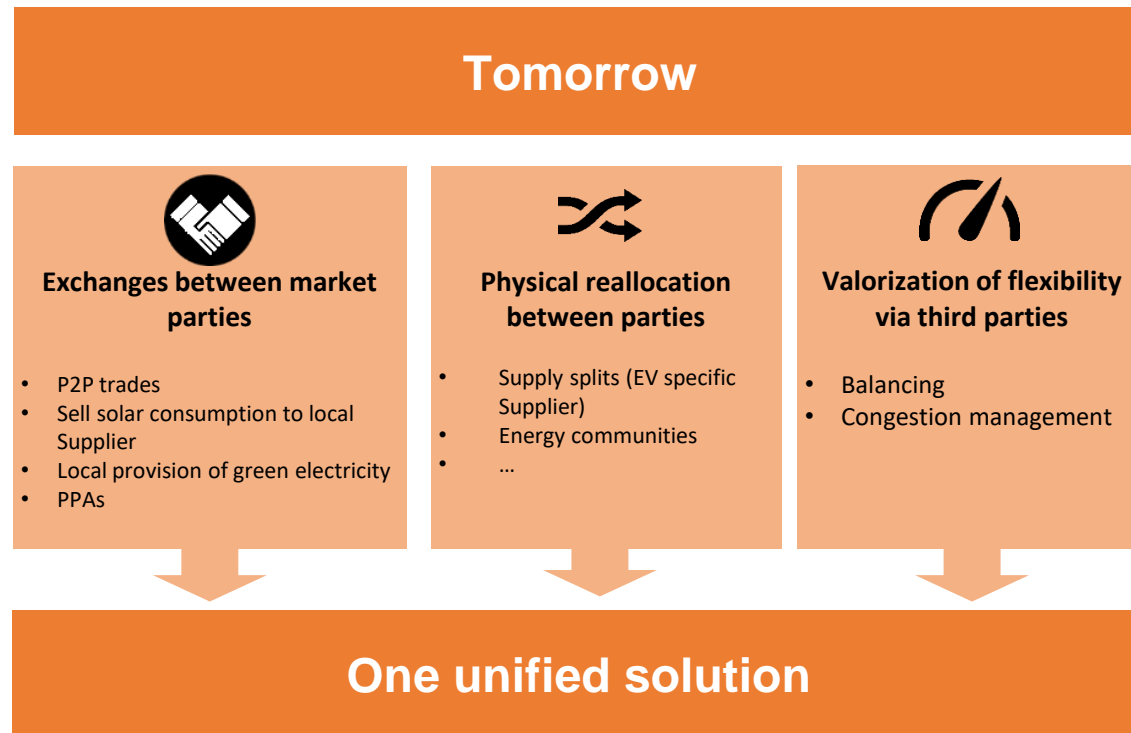 Tomorrow
Exchanges between market
parties
• P2P trades
• Sell solar consumption to local
Supplier
• Local provision of green electricity
• PPAs
Physical reallocation
between parties
• Supply splits (EV specific
Supplier)
• Energy communities
• …
Valorization of flexibility
via third parties
• Balancing
• Congestion management
One unified solution